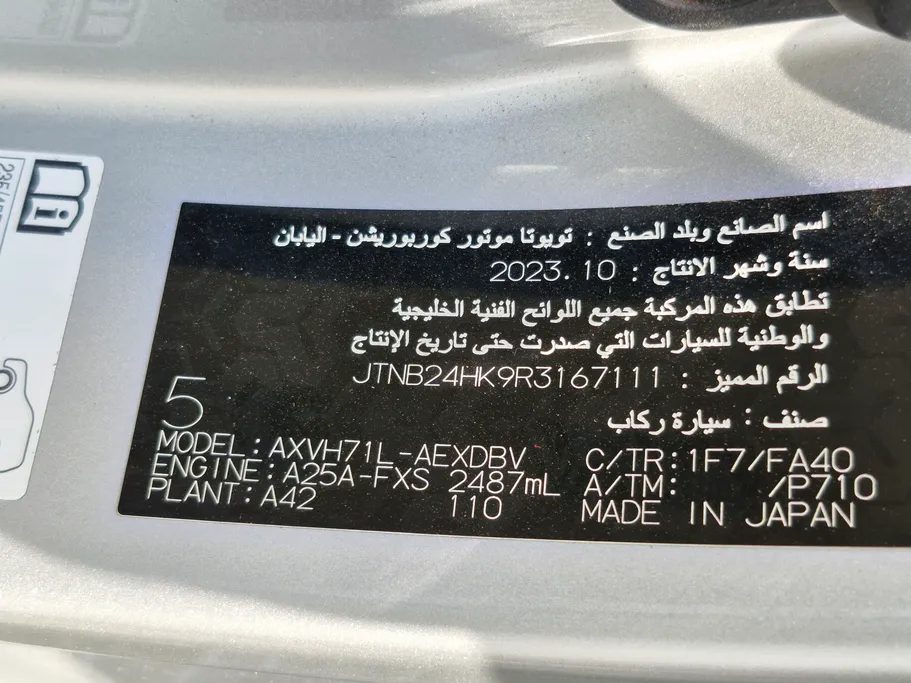 اسم الصانع وبلد الصنع : تويوتا موتور كوربوريشن - اليابان
سنة وشهر الانتاج : 2023.10
تطابق هذه المركبة جميع اللوائح الفنية الخليجية
والوطنية للسيارات التي صدرت حتى تاريخ الإنتاج
الرقم المميز : JTNB24HK9R3167111
صنف : سيارة ركاب
5
MODEL:AXVH71L-AEXDBV C/TR:1F7/FA40
ENGINE:A25A-FXS 2487mL A/TM: /P710
PLANT:A42 110 MADE IN JAPAN